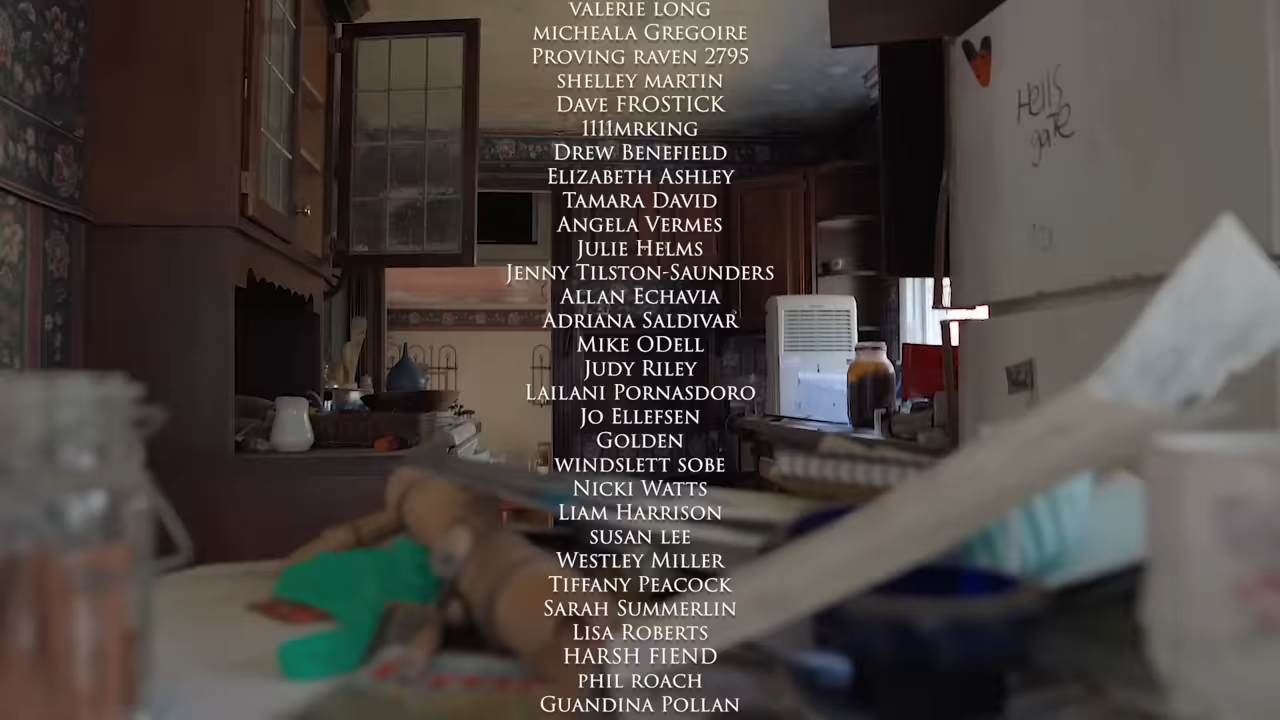 VALERIE LONG
MICHEALA GREGOIRE
PROVING RAVEN 2795
SHELLEY MARTIN
DAVE FROSTICK
1111MRKING
DREW BENEFIELD
ELIZABETH ASHLEY
TAMARA DAVID
ANGELA VERMES
JULIE HELMS
JENNY TILSTON-SAUNDERS
ALLAN ECHAVIA
ADRIANA SALDIVAR
MIKE ODELL
JUDY RILEY
LAILANI PORNASDORO
JO ELLEFSEN
GOLDEN
WINDSLETT SOBE
NICKI WATTS
LIAM HARRISON
SUSAN LEE
WESTLEY MILLER
TIFFANY PEACOCK
SARAH SUMMERLIN
LISA ROBERTS
HARSH FIEND
PHIL ROACH
GUANDINA POLLAN
Hells
gate